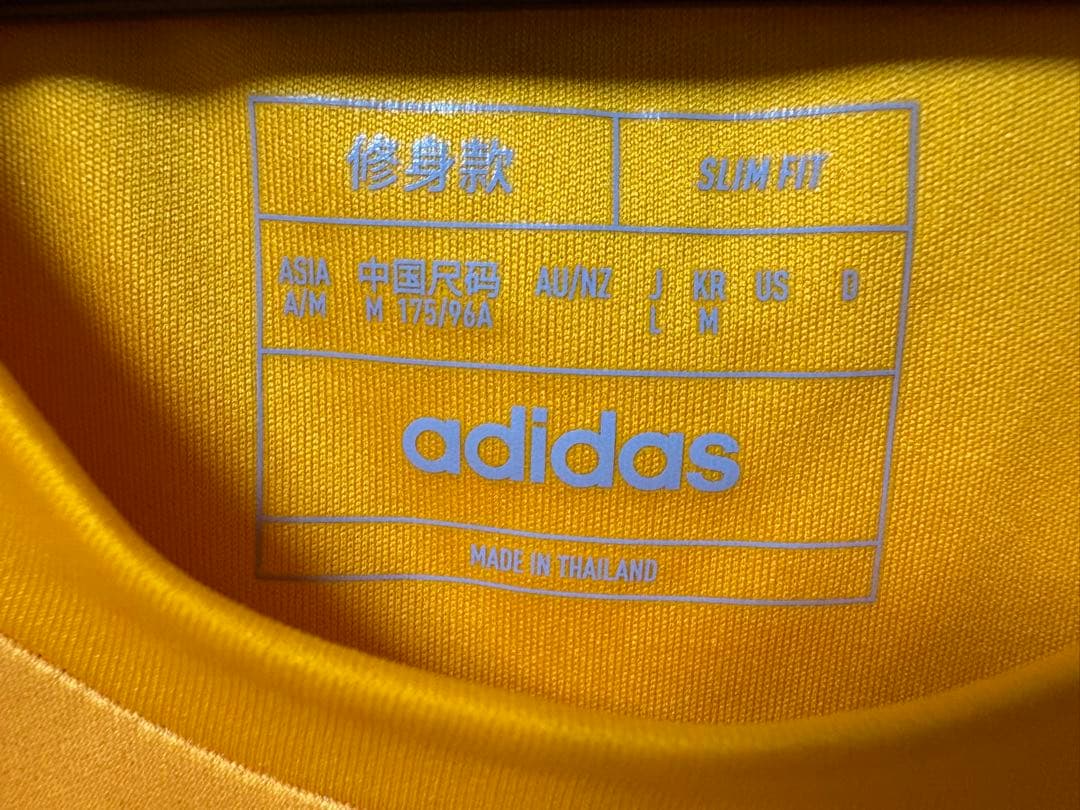 修身款 SLIM FIT
ASIA 中国尺码 AU/NZ J KR US D
A/M M 175/96A L M
adidas
MADE IN THAILAND